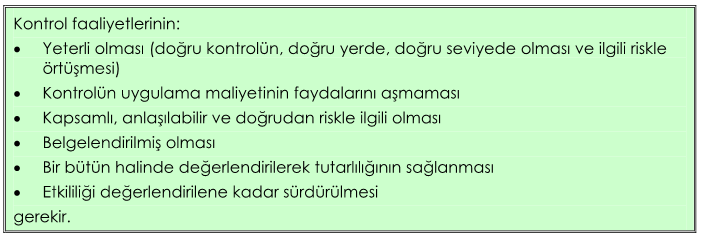 Kontrol faaliyetlerinin:
• Yeterli olması (doğru kontrolün, doğru yerde, doğru seviyede olması ve ilgili riskle
örtüşmesi)
• Kontrolün uygulama maliyetinin faydalarını aşmaması
• Kapsamlı, anlaşılabilir ve doğrudan riskle ilgili olması
• Belgelendirilmiş olması
• Bir bütün halinde değerlendirilerek tutarlılığının sağlanması
• Etkililiği değerlendirilene kadar sürdürülmesi
gerekir.